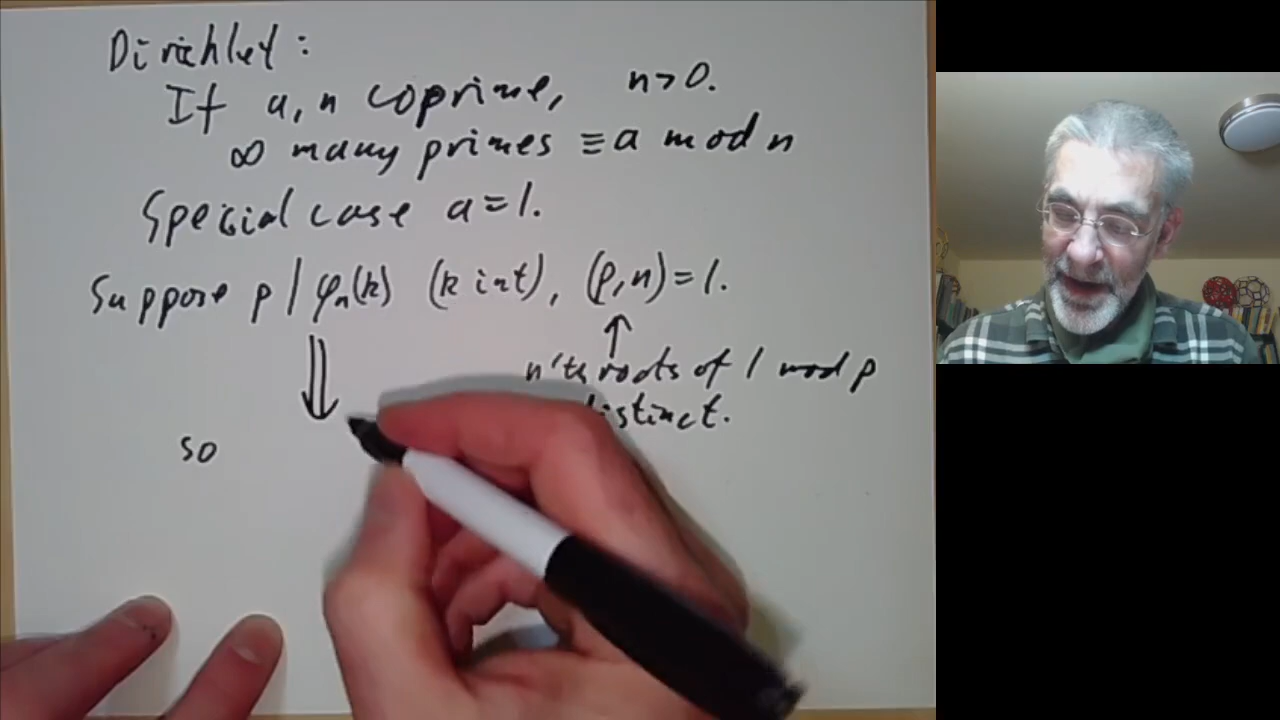 Dirichlet:
If a, n coprime, n>0.
∞ many primes ≡ a mod n
Special case a=1.
Suppose p | φₙ(k) (k int), (p,n)=1.
⇓ ↑
n'th roots of 1 mod p
distinct.
so